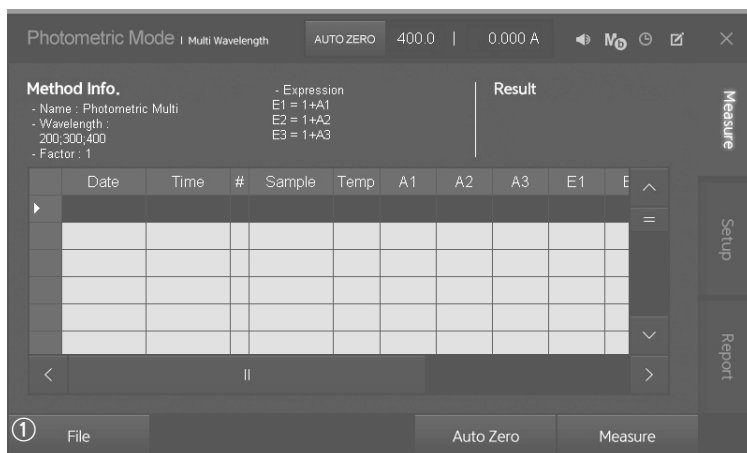 Photometric Mode | Multi Wavelength
AUTO ZERO
400.0 | 0.000 A
Method Info.
- Name : Photometric Multi
- Wavelength :
200;300;400
- Factor : 1
- Expression
E1 = 1+A1
E2 = 1+A2
E3 = 1+A3
Result
Date Time # Sample Temp A1 A2 A3 E1
Measure
Setup
Report
① File Auto Zero Measure